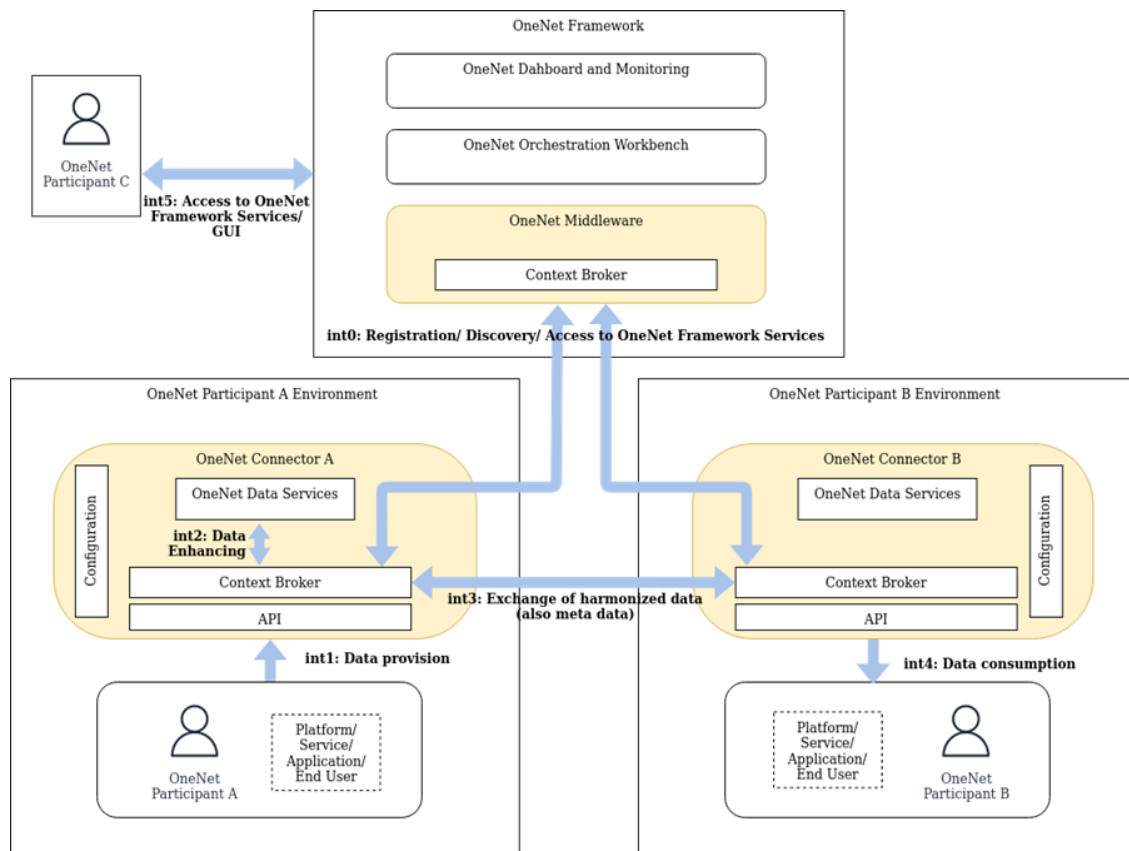 OneNet Framework
OneNet Dahboard and Monitoring
OneNet Orchestration Workbench
OneNet Middleware
Context Broker
OneNet
Participant C
int5: Access to OneNet
Framework Services/
GUI
int0: Registration/ Discovery/ Access to OneNet Framework Services
OneNet Participant A Environment
OneNet Connector A
Configuration
OneNet Data Services
int2: Data
Enhancing
Context Broker
API
int1: Data provision
OneNet
Participant A
Platform/
Service/
Application/
End User
int3: Exchange of harmonized data
(also meta data)
OneNet Participant B Environment
OneNet Connector B
OneNet Data Services
Configuration
Context Broker
API
int4: Data consumption
Platform/
Service/
Application/
End User
OneNet
Participant B